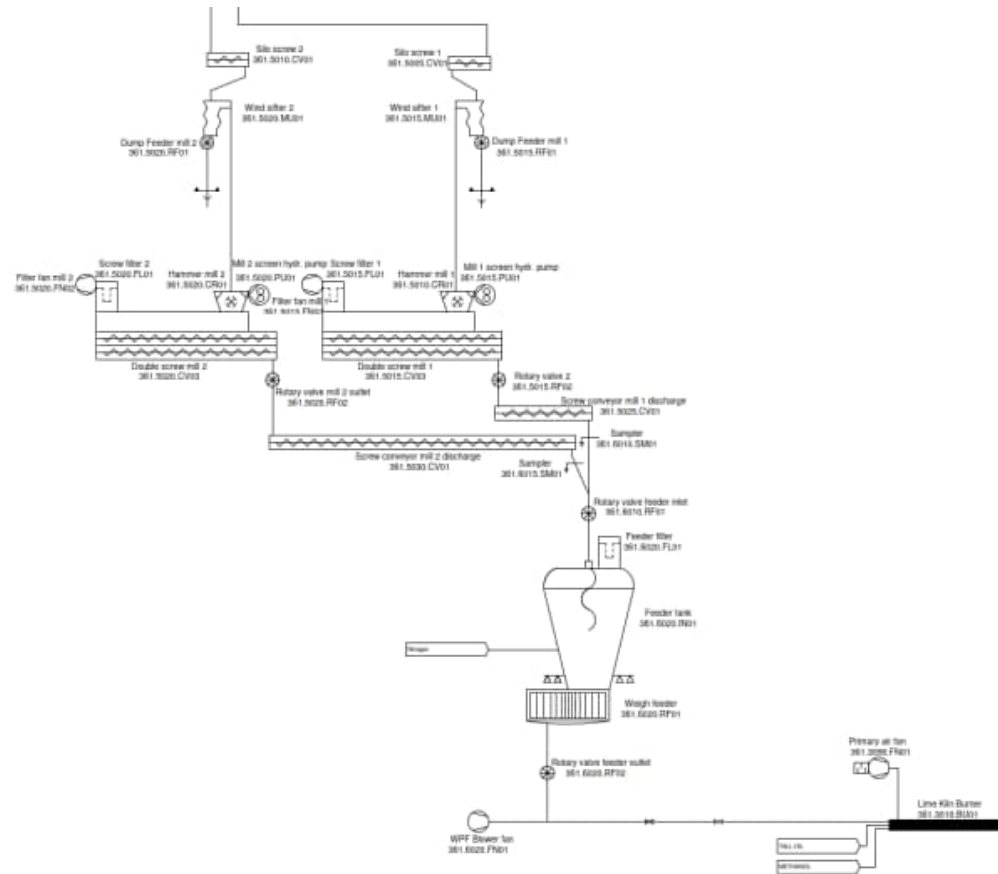 Silo screw 2
361.5010.CV01
Silo screw 1
361.5005.CV01
Wind sifter 2
361.5020.MU01
Wind sifter 1
361.5015.MU01
Dump Feeder mill 2
361.5020.RF01
Dump Feeder mill 1
361.5015.RF01
Screw filter 2
361.5020.FL01
Filter fan mill 2
361.5020.FN02
Hammer mill 2
361.5020.CR01
Mill 2 screen hydr. pump
361.5020.PU01
Screw filter 1
361.5015.FL01
Filter fan mill 1
361.5015.FN02
Hammer mill 1
361.5010.CR01
Mill 1 screen hydr. pump
361.5015.PU01
Double screw mill 2
361.5020.CV03
Double screw mill 1
361.5015.CV03
Rotary valve mill 2 outlet
361.5020.RF02
Rotary valve 2
361.5015.RF02
Screw conveyor mill 1 discharge
361.5025.CV01
Sampler
361.6010.SM01
Screw conveyor mill 2 discharge
361.5030.CV01
Sampler
361.6015.SM01
Rotary valve feeder inlet
361.6010.RF01
Feeder filter
361.6020.FL01
Feeder tank
361.6020.IN01
Nitrogen
Weigh feeder
361.6020.RF01
Rotary valve feeder outlet
361.6020.RF02
Primary air fan
361.3090.FN01
WPF Blower fan
361.6020.FN01
Lime Kiln Burner
361.3010.BU01
TALL OIL
METHANOL